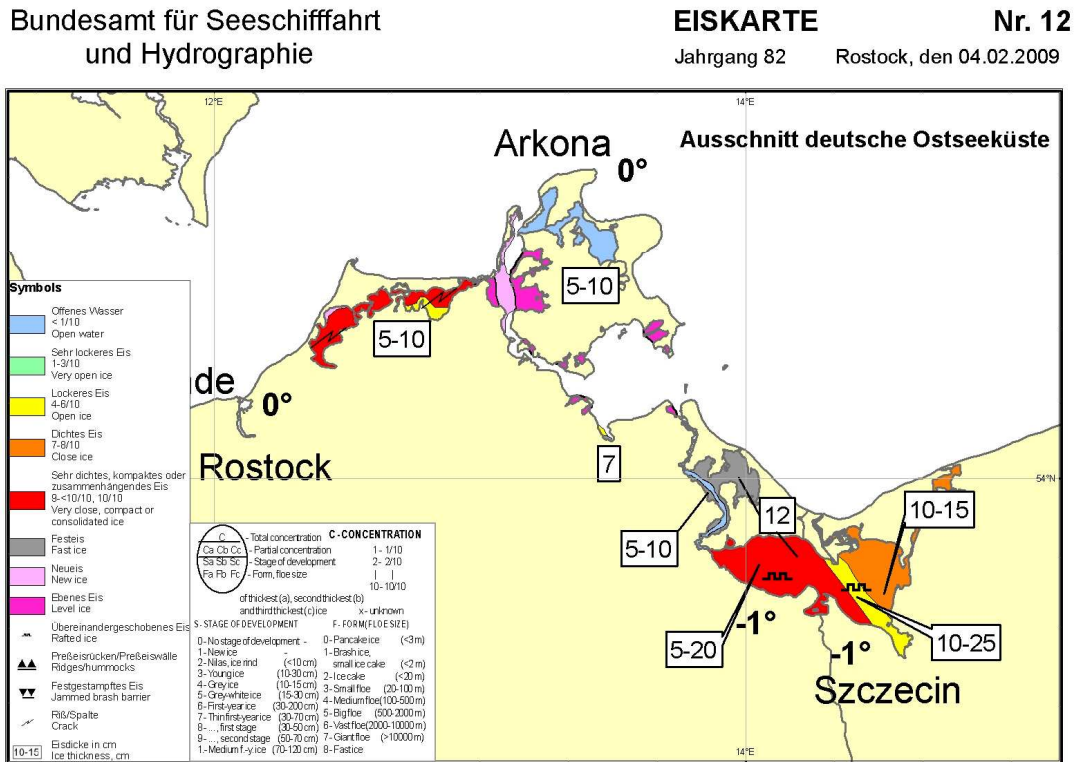 Bundesamt für Seeschifffahrt
und Hydrographie
EISKARTE
Nr. 12
Jahrgang 82
Rostock, den 04.02.2009
12°E
14°E
Ausschnitt deutsche Ostseeküste
Arkona
0°
5-10
5-10
de
0°
Rostock
7
54°N
10-15
12
5-10
5-20
-1°
-1°
10-25
Szczecin
14°E
Symbols
Offenes Wasser
< 1/10
Open water
Sehr lockeres Eis
1-3/10
Very open ice
Lockeres Eis
4-6/10
Open ice
Dichtes Eis
7-8/10
Close ice
Sehr dichtes, kompaktes oder
zusammenhängendes Eis
9-<10/10, 10/10
Very close, compact or
consolidated ice
Festeis
Fast ice
Neueis
New ice
Ebenes Eis
Level ice
Übereinandergeschobenes Eis
Rafted ice
Preßeisrücken/Preßeiswälle
Ridges/hummocks
Festgestampftes Eis
Jammed brash barrier
Riß/Spalte
Crack
10-15
Eisdicke in cm
Ice thickness, cm
C
Ca Cb Cc
Sa Sb Sc
Fa Fb Fc
- Total concentration
- Partial concentration
- Stage of development
- Form, floe size
C - CONCENTRATION
1 - 1/10
2 - 2/10
| |
10 - 10/10
of thickest (a), second thickest (b)
and third thickest (c) ice
x - unknown
S - STAGE OF DEVELOPMENT
0 - No stage of development -
1 - New ice -
2 - Nilas, ice rind (<10 cm)
3 - Young ice (10-30 cm)
4 - Grey ice (10-15 cm)
5 - Grey-white ice (15-30 cm)
6 - First-year ice (30-200 cm)
7 - Thin first-year ice (30-70 cm)
8 - ..., first stage (30-50 cm)
9 - ..., second stage (50-70 cm)
1. - Medium f.-y. ice (70-120 cm)
F - FORM (FLOE SIZE)
0 - Pancake ice (<3 m)
1 - Brash ice,
small ice cake (<2 m)
2 - Ice cake (<20 m)
3 - Small floe (20-100 m)
4 - Medium floe (100-500 m)
5 - Big floe (500-2000 m)
6 - Vast floe (2000-10000 m)
7 - Giant floe (>10000 m)
8 - Fast ice